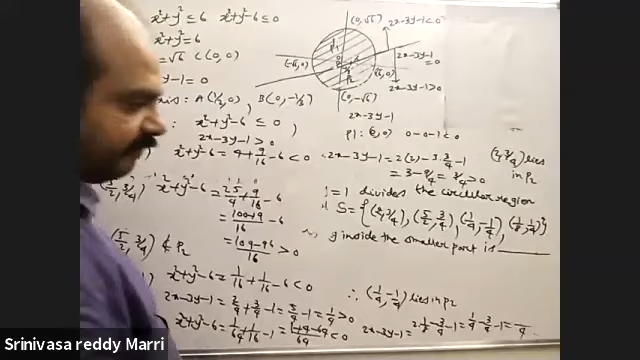 x²+y²≤6   x²+y²-6≤0
x²+y²=6
=√6   C(0,0)
y-1=0
A(1/2,0), B(0,-1/3)
: x²+y²-6≤0
2x-3y-1>0 )
(0,√6)
2x-3y-1<0
(-√6,0)
2x-3y-1=0
(√6,0)
2x-3y-1>0
(0,-√6)
P1
P2
2x-3y-1
P1: (0,0)   0-0-1<0
x²+y²-6=4+9/16-6<0
2x-3y-1=2(2)-3·3/4-1
=3-9/4=3/4>0
(2,3/4) lies in P2
(5/2,3/4)   x²+y²-6=25/4+9/16-6
=(100+9)/16-6
=(109-96)/16>0
(5/2,3/4)∉P2
=1 divides the circular region
S={(2,3/4),(5/2,3/4),(1/4,-1/4),(1/8,1/4)}
inside the smaller part is ______
x²+y²-6=1/16+1/16-6<0
2x-3y-1=2/4+3/4-1=5/4-1=1/4>0
∴ (1/4,-1/4) lies in P2
x²+y²-6=1/64+1/16-
<0
2x-3y-1=2·1/8-3/4-1=1/4-3/4-1=
Srinivasa reddy Marri